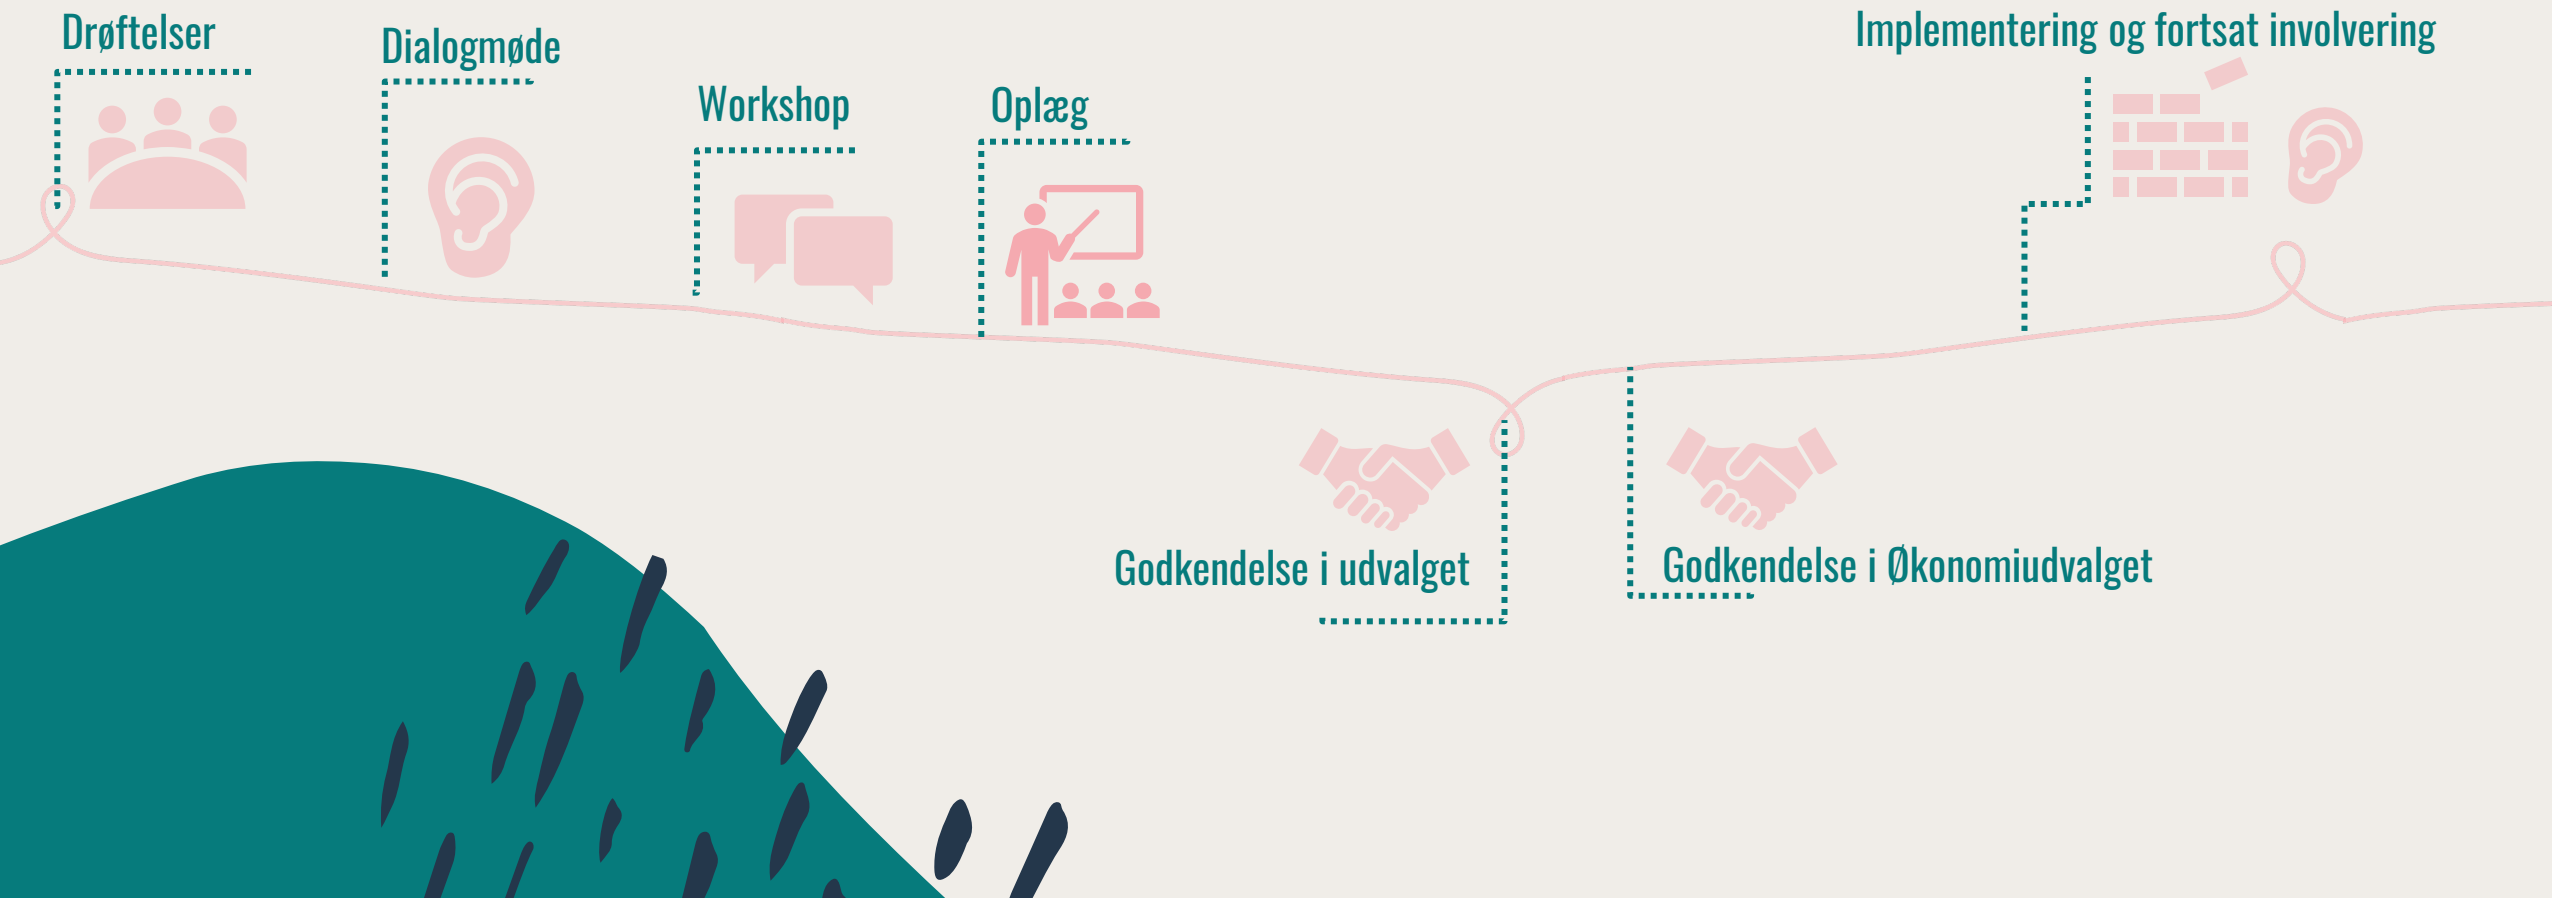 Drøftelser
Dialogmøde
Workshop
Oplæg
Godkendelse i udvalget
Godkendelse i Økonomiudvalget
Implementering og fortsat involvering